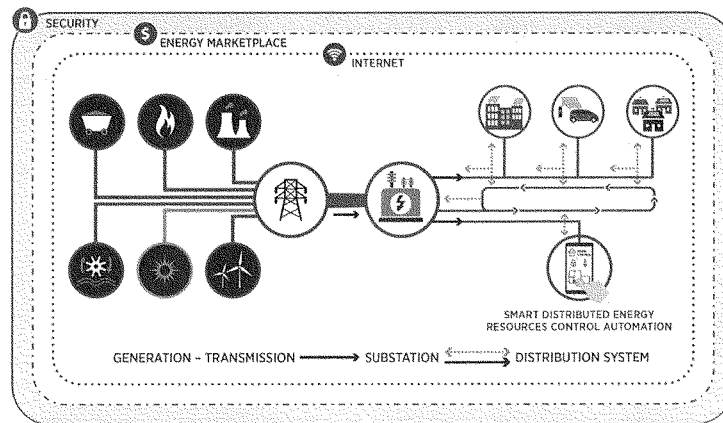 SECURITY
$ ENERGY MARKETPLACE
INTERNET
SMART DISTRIBUTED ENERGY
RESOURCES CONTROL AUTOMATION
GENERATION – TRANSMISSION SUBSTATION DISTRIBUTION SYSTEM